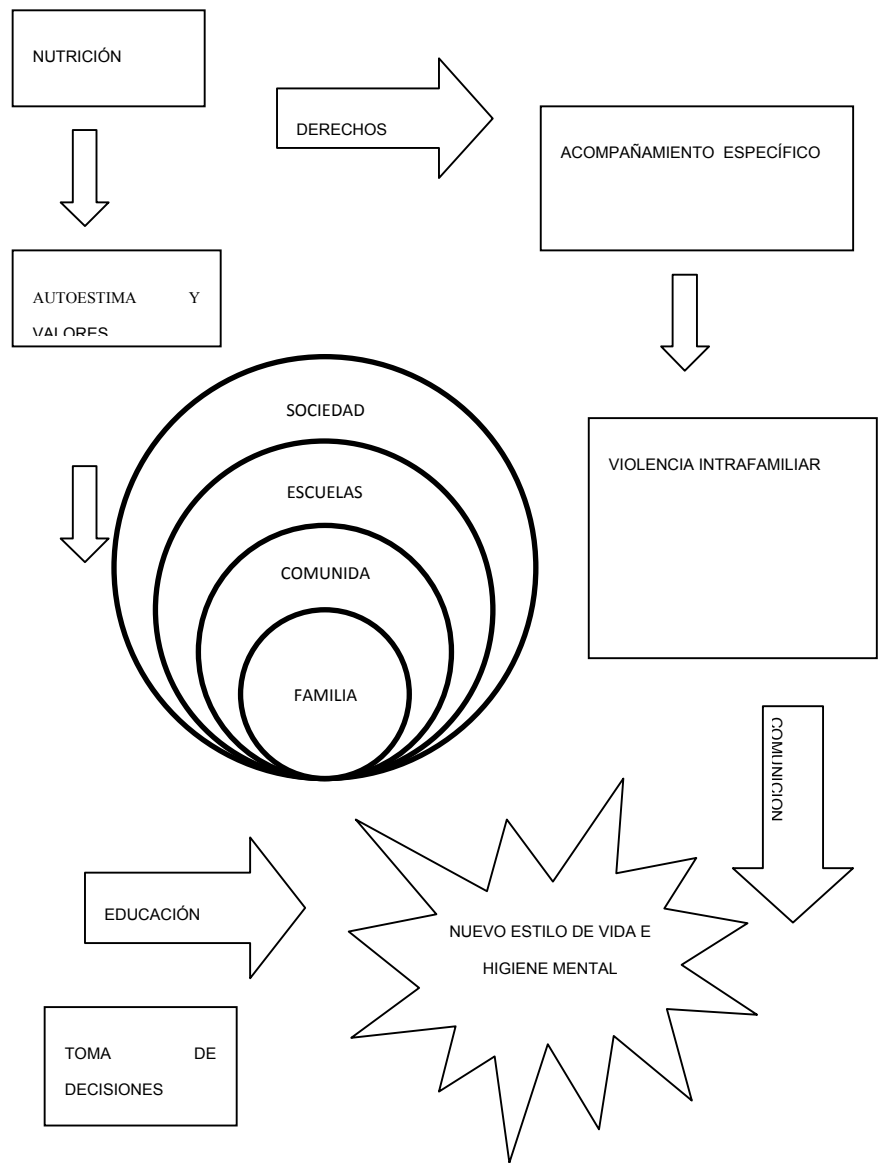 NUTRICIÓN
DERECHOS
ACOMPAÑAMIENTO ESPECÍFICO
AUTOESTIMA Y
VALORES
SOCIEDAD
ESCUELAS
COMUNIDA
FAMILIA
VIOLENCIA INTRAFAMILIAR
COMUNICION
EDUCACIÓN
NUEVO ESTILO DE VIDA E
HIGIENE MENTAL
TOMA DE
DECISIONES